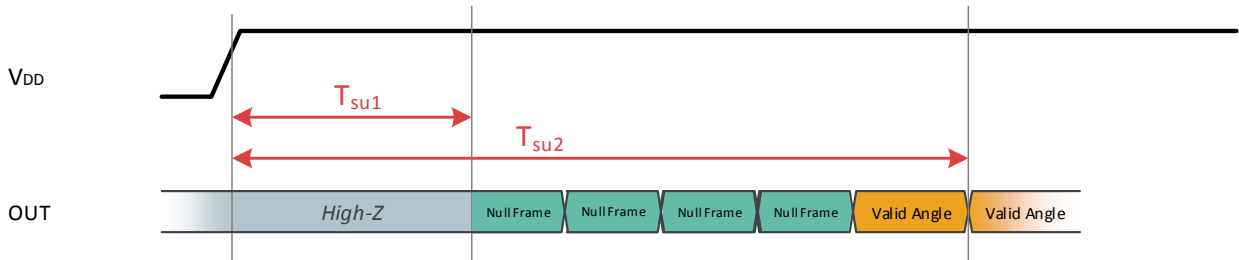 VDD
Tsu1
Tsu2
OUT
High-Z
Null Frame
Null Frame
Null Frame
Null Frame
Valid Angle
Valid Angle